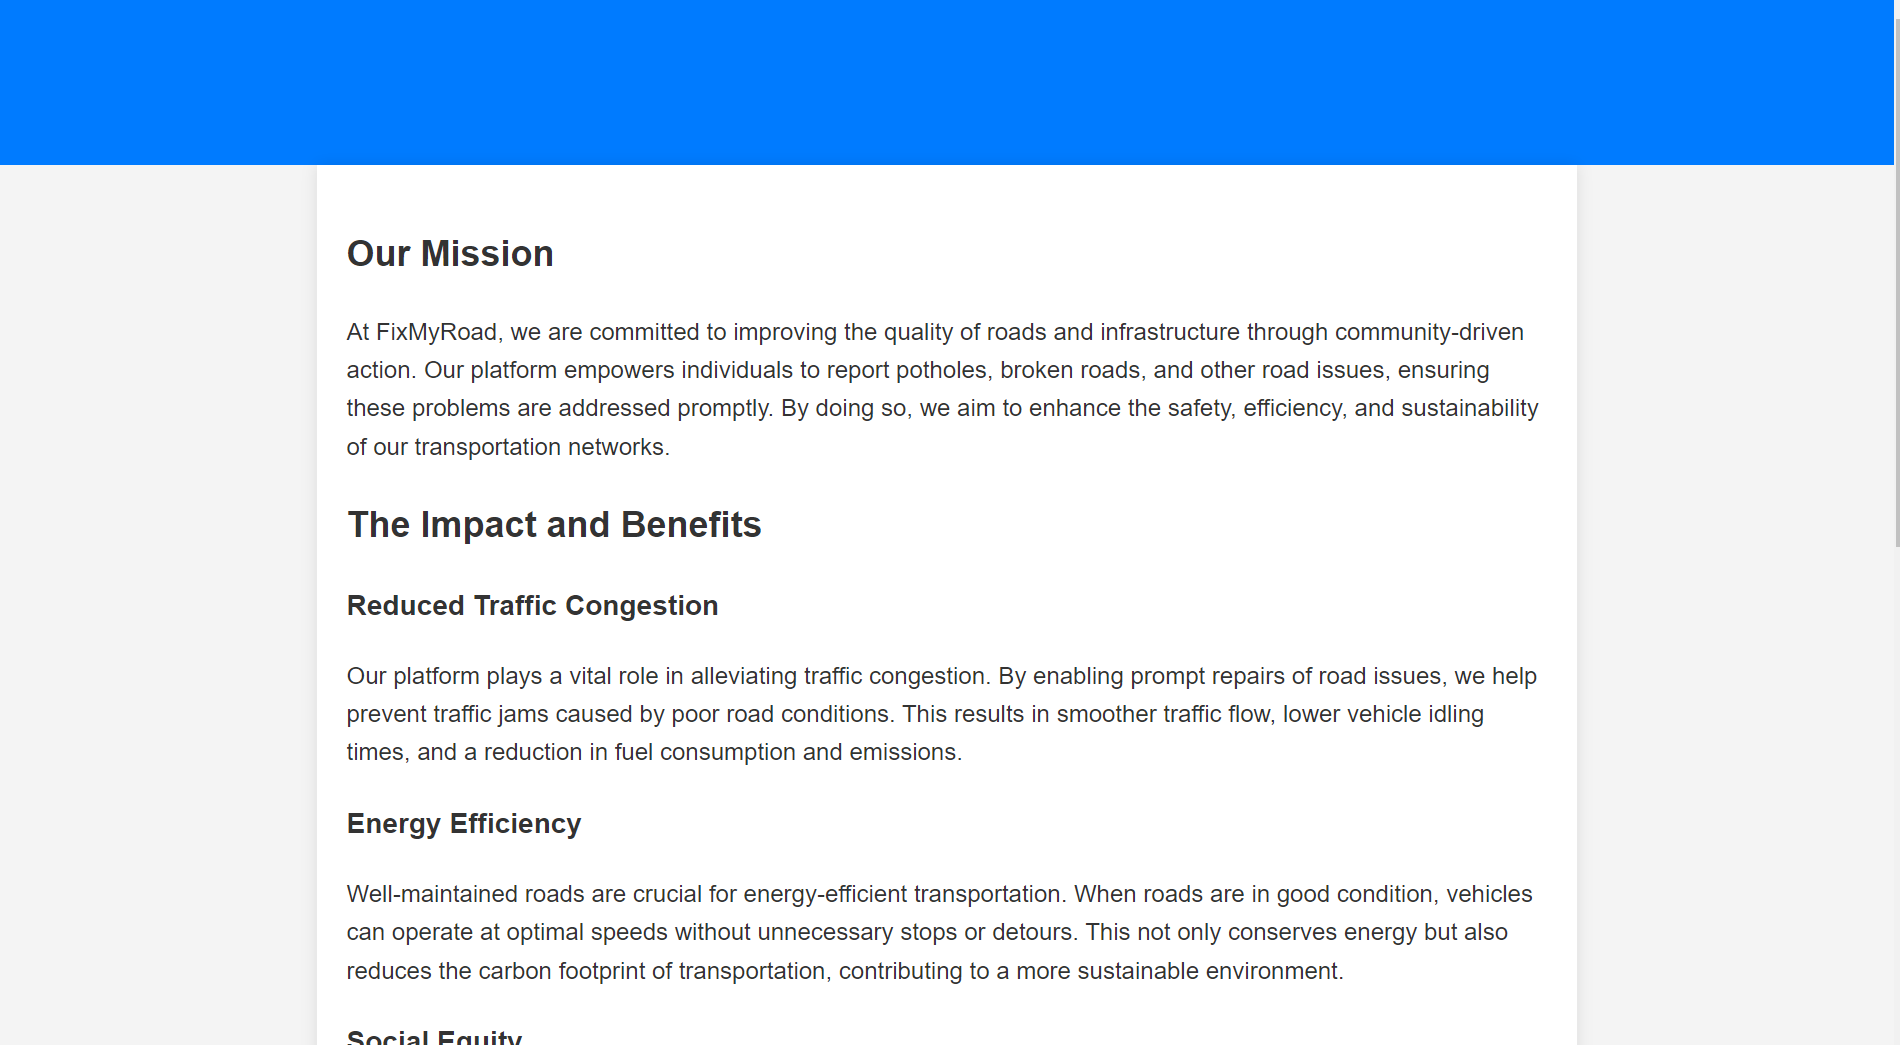 Our Mission
At FixMyRoad, we are committed to improving the quality of roads and infrastructure through community-driven
action. Our platform empowers individuals to report potholes, broken roads, and other road issues, ensuring
these problems are addressed promptly. By doing so, we aim to enhance the safety, efficiency, and sustainability
of our transportation networks.
The Impact and Benefits
Reduced Traffic Congestion
Our platform plays a vital role in alleviating traffic congestion. By enabling prompt repairs of road issues, we help
prevent traffic jams caused by poor road conditions. This results in smoother traffic flow, lower vehicle idling
times, and a reduction in fuel consumption and emissions.
Energy Efficiency
Well-maintained roads are crucial for energy-efficient transportation. When roads are in good condition, vehicles
can operate at optimal speeds without unnecessary stops or detours. This not only conserves energy but also
reduces the carbon footprint of transportation, contributing to a more sustainable environment.
Social Equity